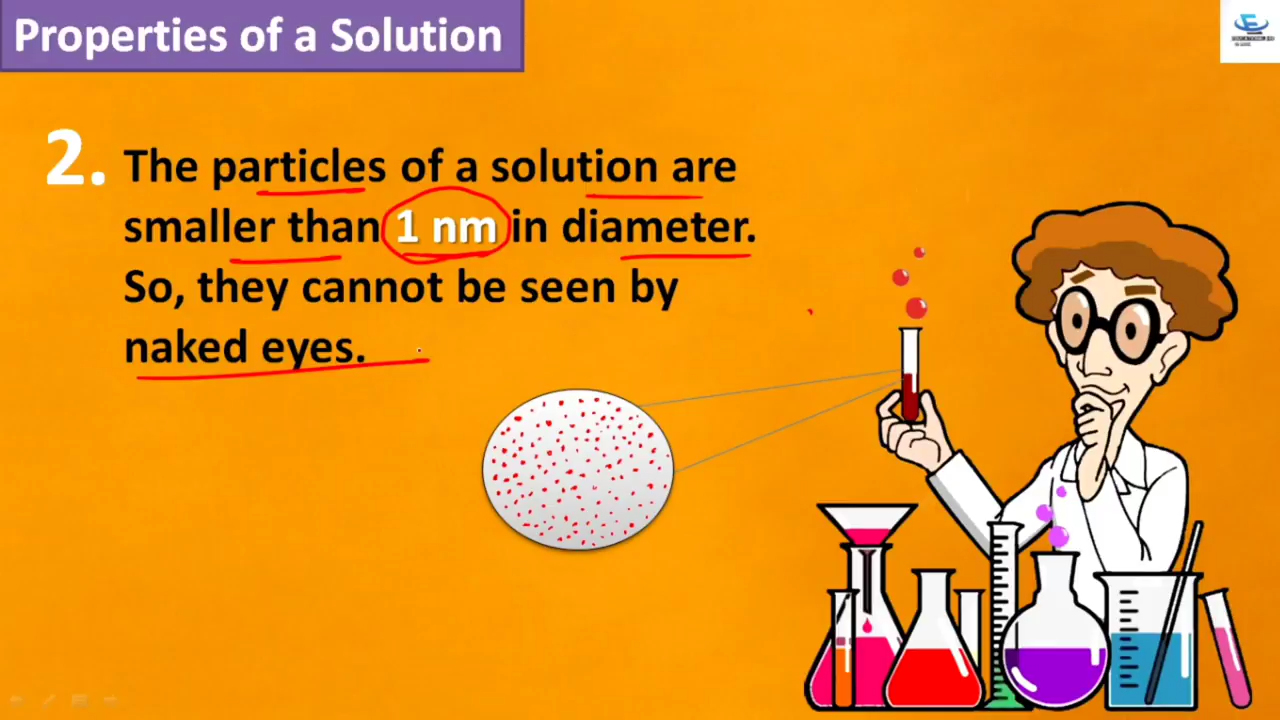 Properties of a Solution
2. The particles of a solution are
smaller than 1 nm in diameter.
So, they cannot be seen by
naked eyes.